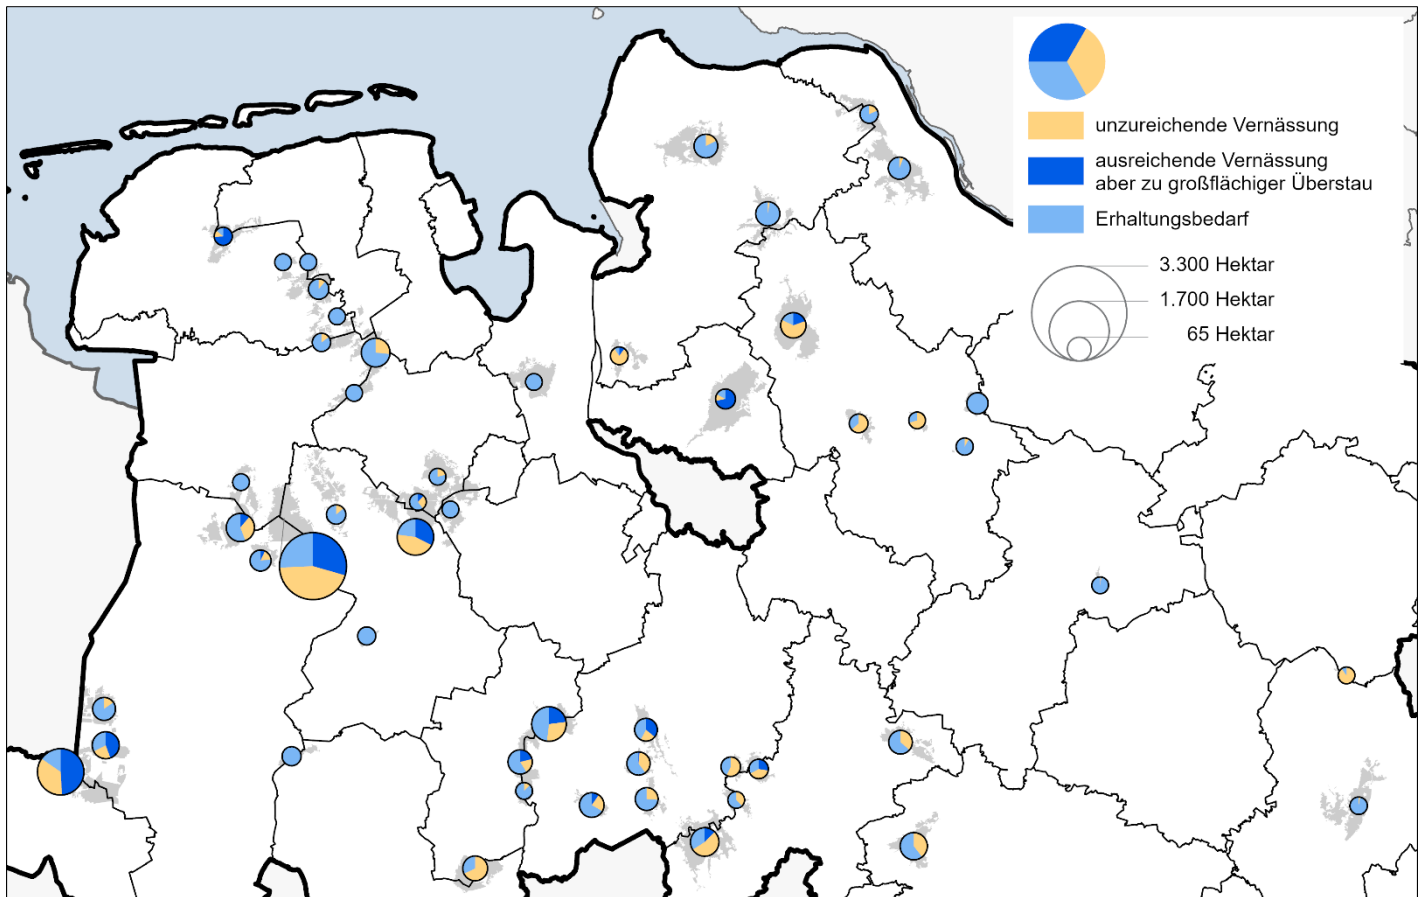 unzureichende Vernässung
ausreichende Vernässung
aber zu großflächiger Überstau
Erhaltungsbedarf
3.300 Hektar
1.700 Hektar
65 Hektar